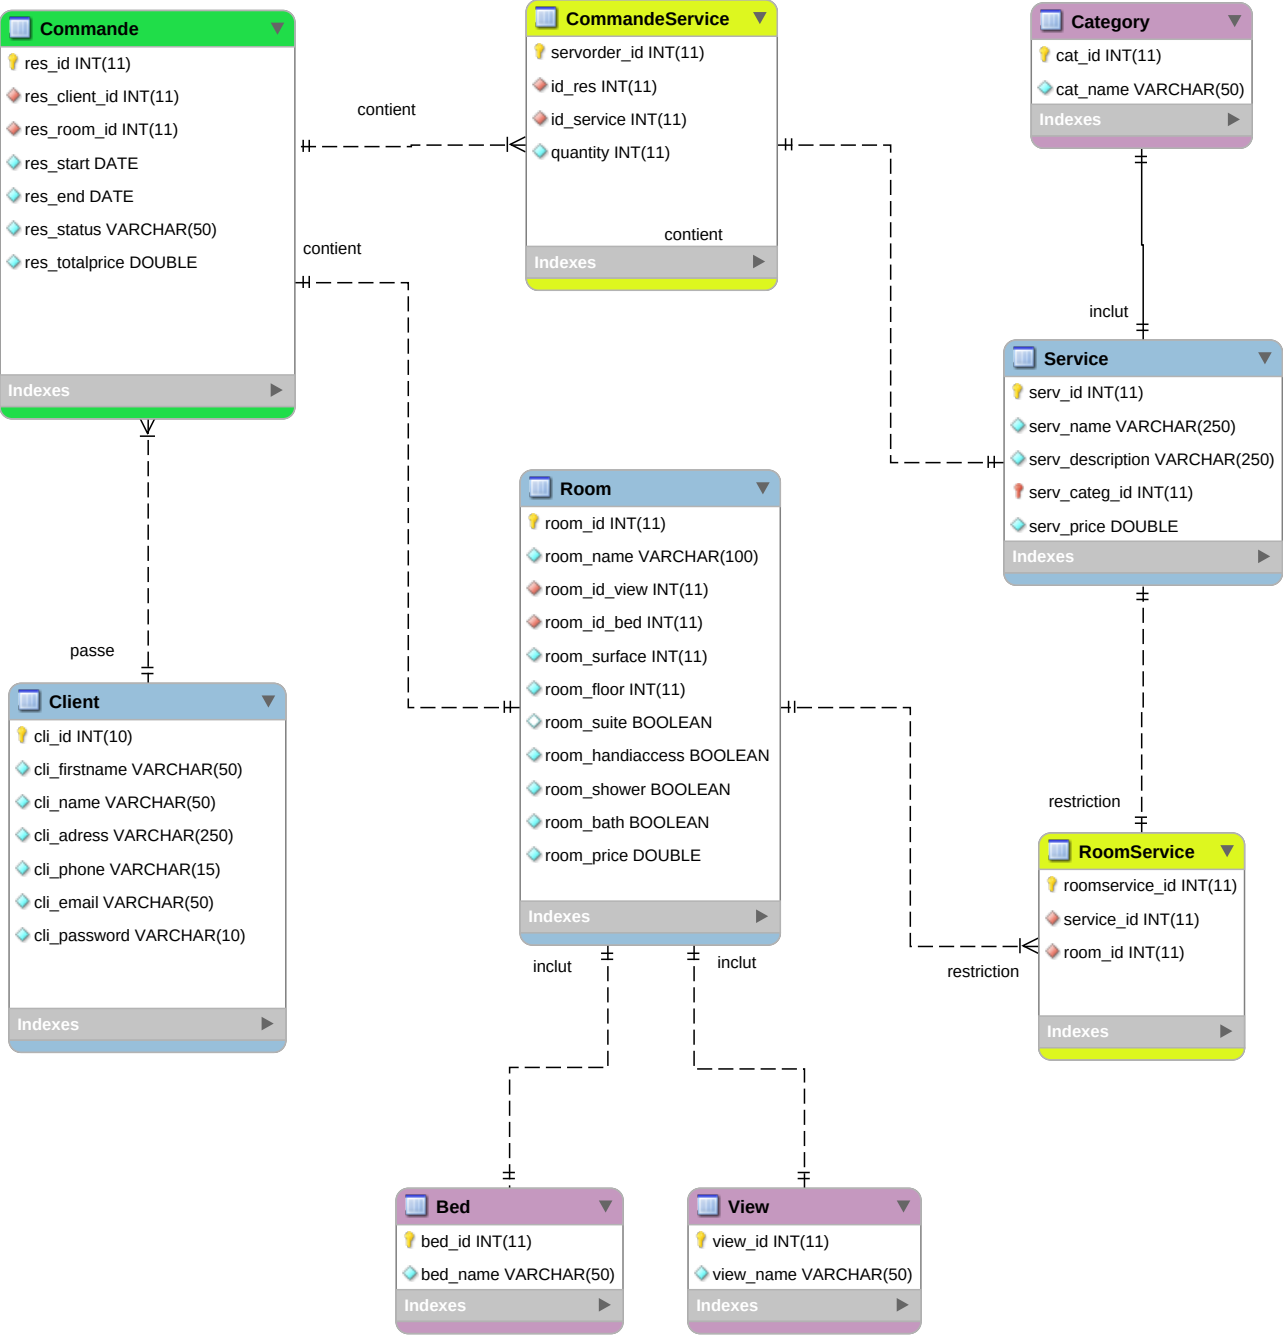 Commande
res_id INT(11)
res_client_id INT(11)
res_room_id INT(11)
res_start DATE
res_end DATE
res_status VARCHAR(50)
res_totalprice DOUBLE
Indexes
contient
contient
CommandeService
servorder_id INT(11)
id_res INT(11)
id_service INT(11)
quantity INT(11)
contient
Indexes
Category
cat_id INT(11)
cat_name VARCHAR(50)
Indexes
inclut
Service
serv_id INT(11)
serv_name VARCHAR(250)
serv_description VARCHAR(250)
serv_categ_id INT(11)
serv_price DOUBLE
Indexes
passe
Client
cli_id INT(10)
cli_firstname VARCHAR(50)
cli_name VARCHAR(50)
cli_adress VARCHAR(250)
cli_phone VARCHAR(15)
cli_email VARCHAR(50)
cli_password VARCHAR(10)
Indexes
Room
room_id INT(11)
room_name VARCHAR(100)
room_id_view INT(11)
room_id_bed INT(11)
room_surface INT(11)
room_floor INT(11)
room_suite BOOLEAN
room_handiaccess BOOLEAN
room_shower BOOLEAN
room_bath BOOLEAN
room_price DOUBLE
Indexes
inclut
inclut
restriction
RoomService
roomservice_id INT(11)
service_id INT(11)
room_id INT(11)
Indexes
restriction
Bed
bed_id INT(11)
bed_name VARCHAR(50)
Indexes
View
view_id INT(11)
view_name VARCHAR(50)
Indexes